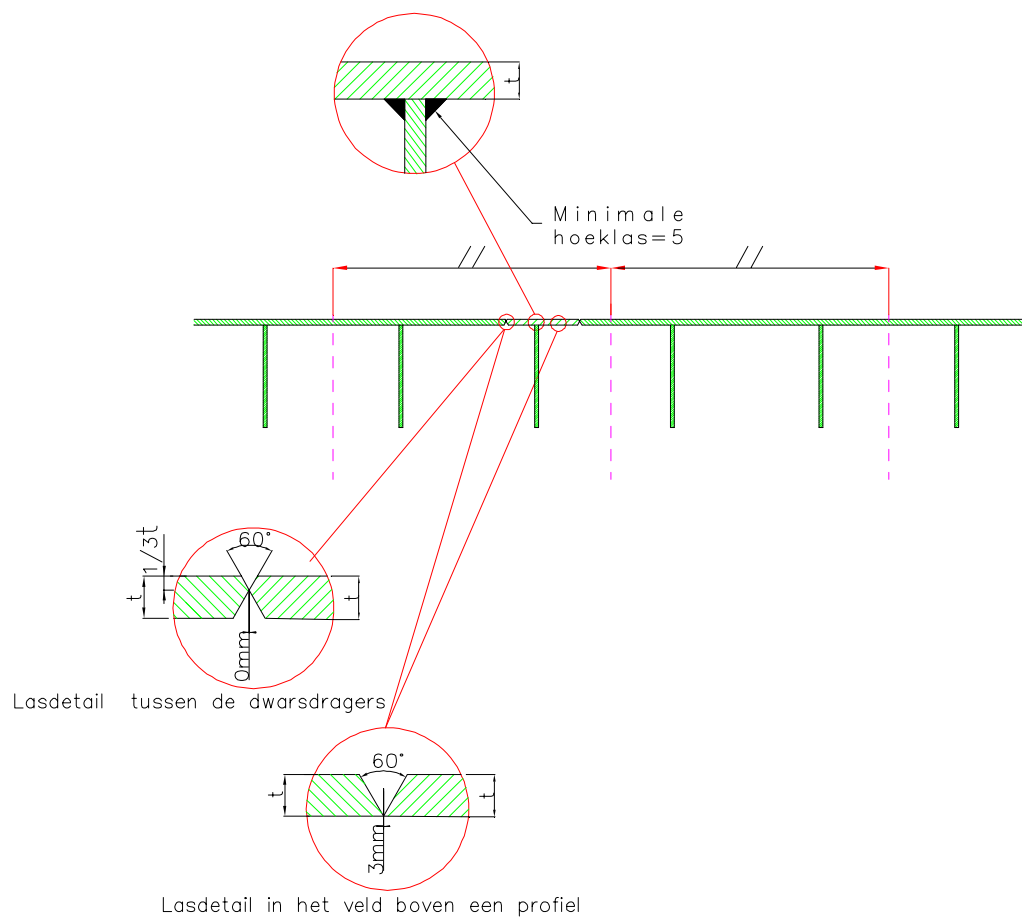 t
Minimale
hoeklas=5
//
//
1/3t
60°
t
t
0mm
Lasdetail tussen de dwarsdragers
60°
t
t
3mm
Lasdetail in het veld boven een profiel